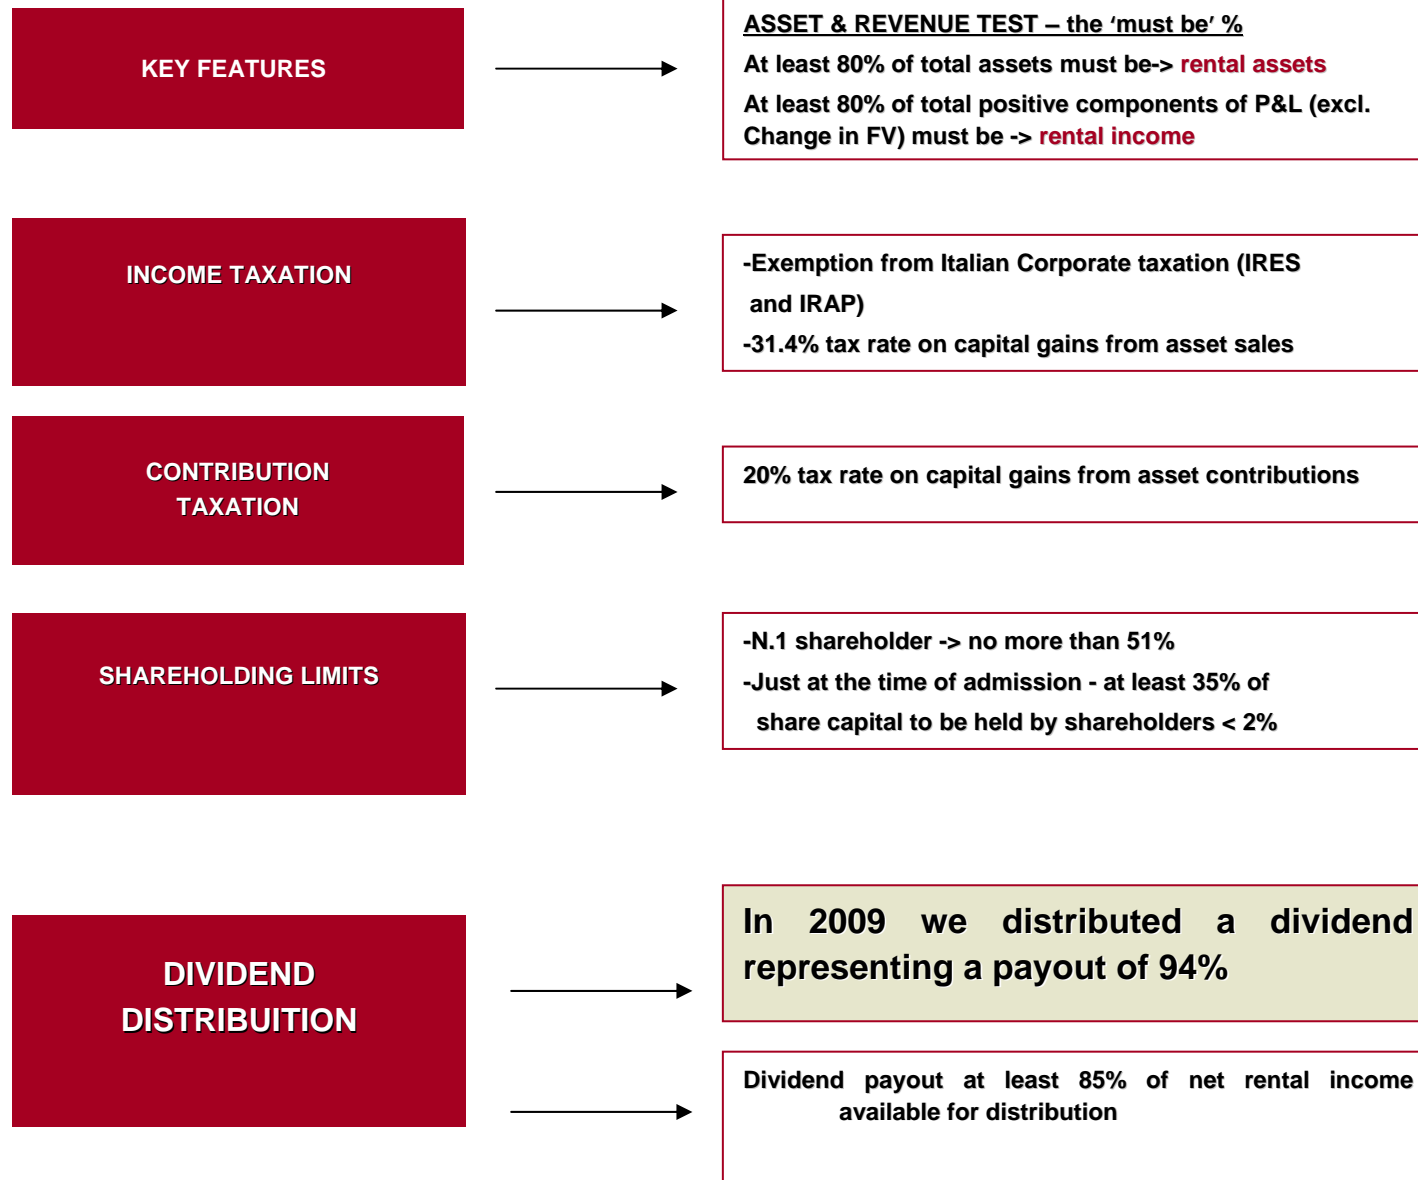 KEY FEATURES
ASSET & REVENUE TEST – the ‘must be’ %
At least 80% of total assets must be-> rental assets
At least 80% of total positive components of P&L (excl.
Change in FV) must be -> rental income
INCOME TAXATION
-Exemption from Italian Corporate taxation (IRES
and IRAP)
-31.4% tax rate on capital gains from asset sales
CONTRIBUTION
TAXATION
20% tax rate on capital gains from asset contributions
SHAREHOLDING LIMITS
-N.1 shareholder -> no more than 51%
-Just at the time of admission - at least 35% of
share capital to be held by shareholders < 2%
DIVIDEND
DISTRIBUITION
In 2009 we distributed a dividend
representing a payout of 94%
Dividend payout at least 85% of net rental income
available for distribution